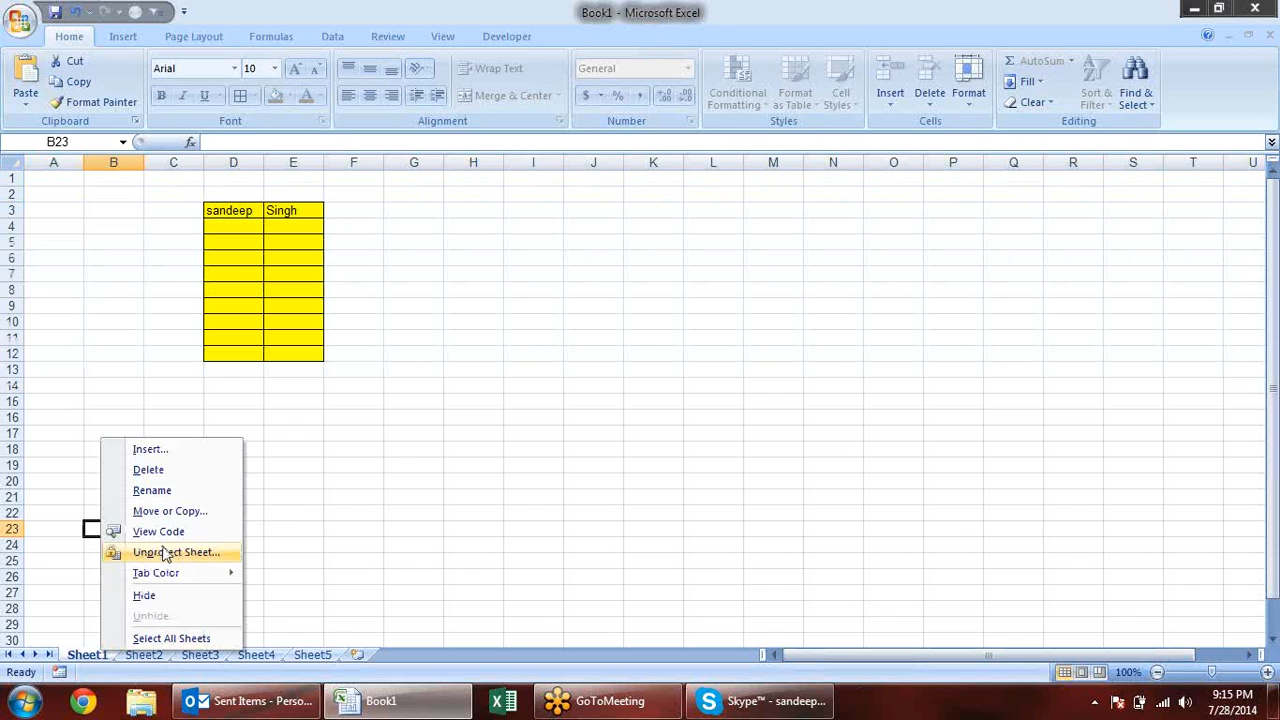 Book1 - Microsoft Excel
Home Insert Page Layout Formulas Data Review View Developer
Paste Cut Copy Format Painter Clipboard
Arial 10 B I U Font
Wrap Text Merge & Center Alignment
General $ % , Number
Conditional Formatting Format as Table Cell Styles Styles
Insert Delete Format Cells
Σ AutoSum Fill Clear Sort & Filter Find & Select Editing
B23 fx
A B C D E F G H I J K L M N O P Q R S T U
1
2
3 sandeep Singh
4
5
6
7
8
9
10
11
12
13
14
15
16
17
18
19
20
21
22
23
24
25
26
27
28
29
30
Insert...
Delete
Rename
Move or Copy...
View Code
Unprotect Sheet...
Tab Color
Hide
Unhide...
Select All Sheets
Sheet1 Sheet2 Sheet3 Sheet4 Sheet5
Ready 100%
Sent Items - Perso... Book1 GoToMeeting Skype™ - sandeep... 9:15 PM
7/28/2014